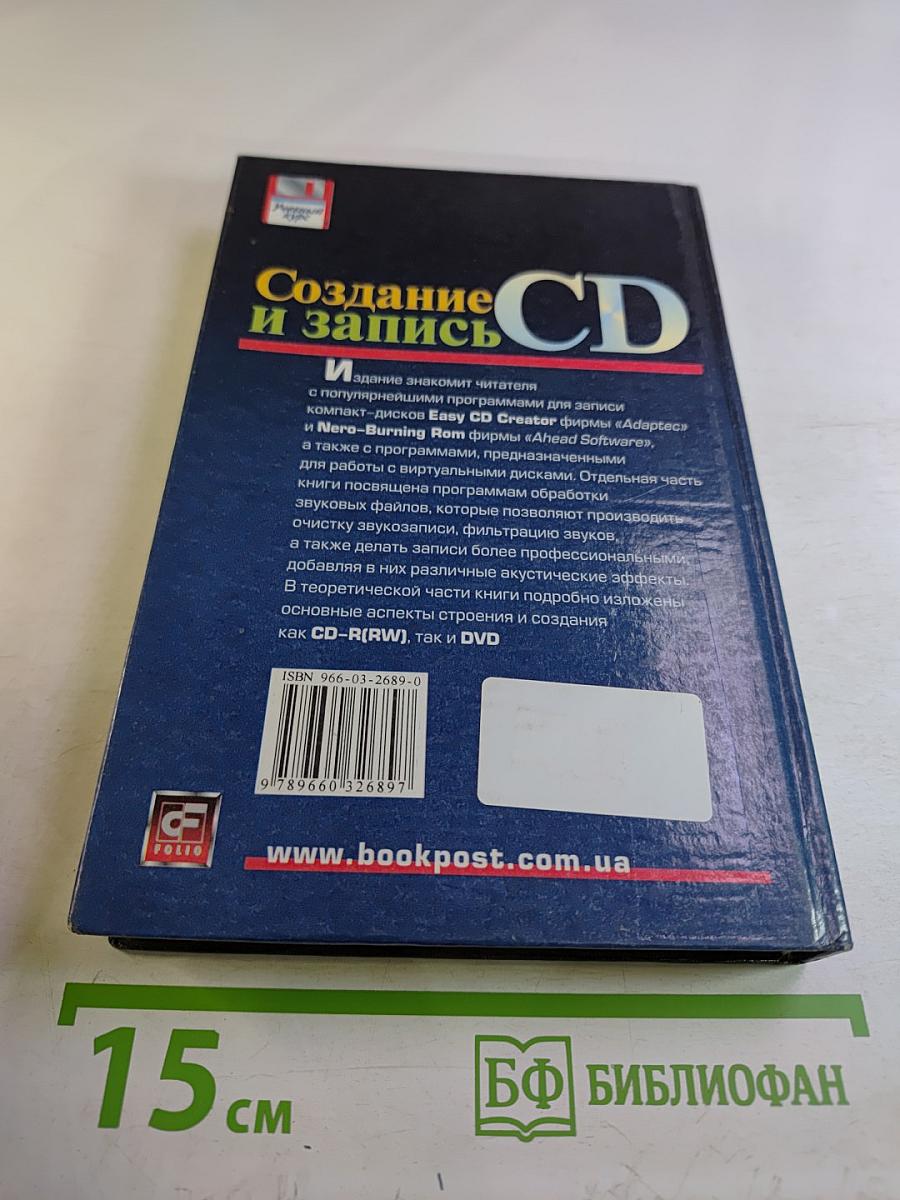 Учебный
курс
Создание CD
и запись
Издание знакомит читателя
с популярнейшими программами для записи
компакт-дисков Easy CD Creator фирмы «Adaptec»
и Nero-Burning Rom фирмы «Ahead Software»,
а также с программами, предназначенными
для работы с виртуальными дисками. Отдельная часть
книги посвящена программам обработки
звуковых файлов, которые позволяют производить
очистку звукозаписи, фильтрацию звуков,
а также делать записи более профессиональными,
добавляя в них различные акустические эффекты.
В теоретической части книги подробно изложены
основные аспекты строения и создания
как CD-R(RW), так и DVD
ISBN 966-03-2689-0
9 789660 326897
FOLIO
www.bookpost.com.ua
15 см
БФ БИБЛИОФАН